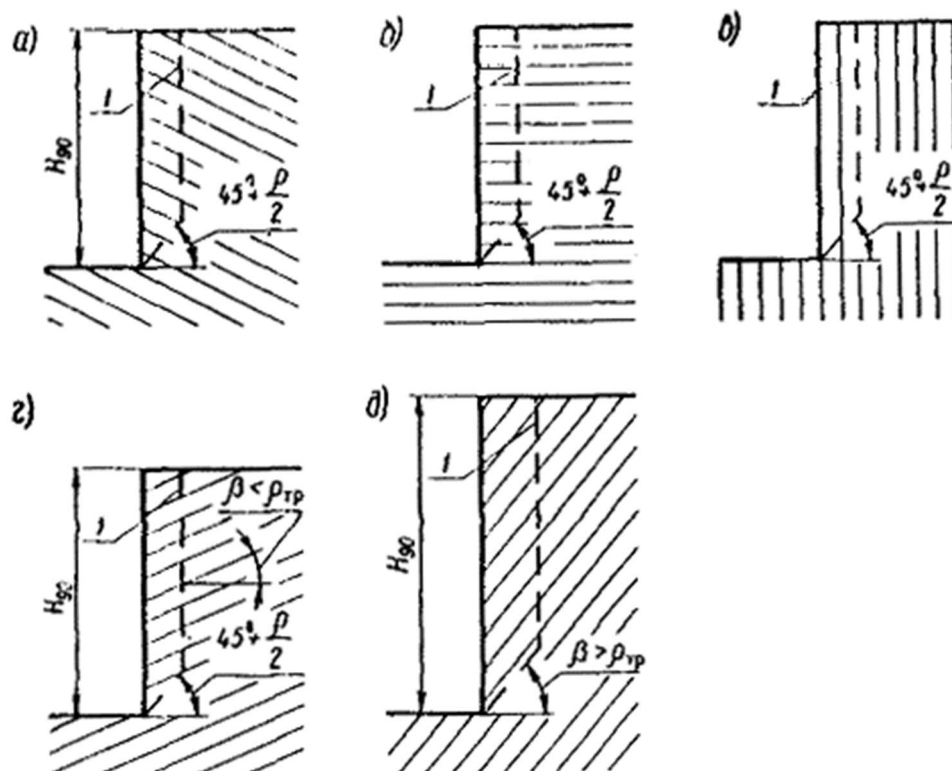 а)
H₉₀
1
45°+ ρ/2
б)
1
45°+ ρ/2
в)
1
45°+ ρ/2
г)
H₉₀
1
β < ρтр
45°+ ρ/2
д)
H₉₀
1
β > ρтр